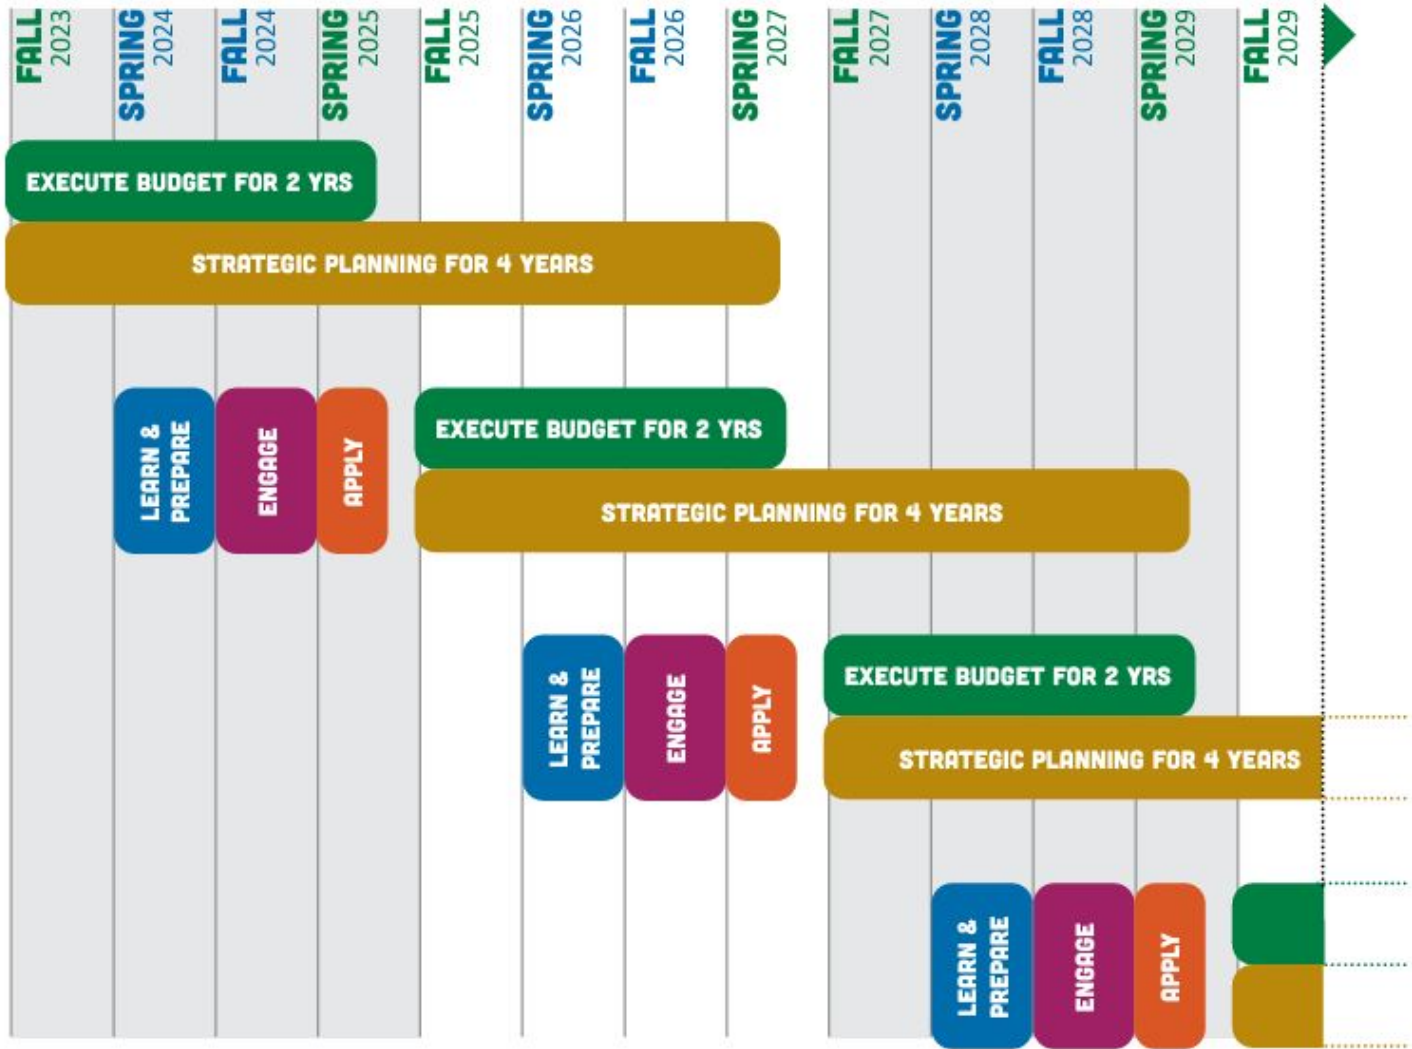 FALL
2023
SPRING
2024
FALL
2024
SPRING
2025
FALL
2025
SPRING
2026
FALL
2026
SPRING
2027
FALL
2027
SPRING
2028
FALL
2028
SPRING
2029
FALL
2029
EXECUTE BUDGET FOR 2 YRS
STRATEGIC PLANNING FOR 4 YEARS
LEARN &
PREPARE
ENGAGE
APPLY
EXECUTE BUDGET FOR 2 YRS
STRATEGIC PLANNING FOR 4 YEARS
LEARN &
PREPARE
ENGAGE
APPLY
EXECUTE BUDGET FOR 2 YRS
STRATEGIC PLANNING FOR 4 YEARS
LEARN &
PREPARE
ENGAGE
APPLY